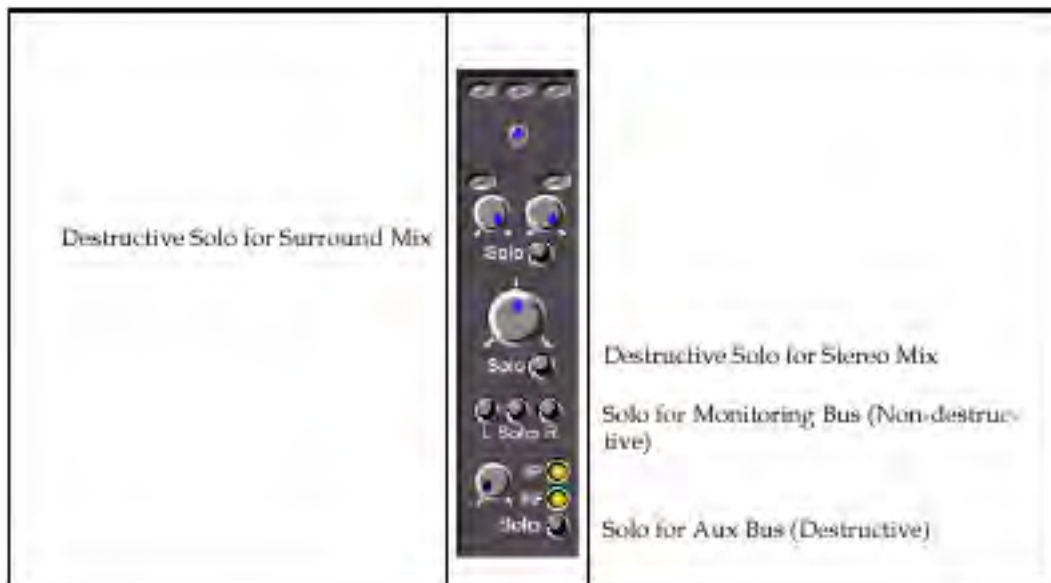 Destructive Solo for Surround Mix
Solo
Solo
Destructive Solo for Stereo Mix
L Solo R
Solo for Monitoring Bus (Non-destruc-
tive)
Solo
Solo for Aux Bus (Destructive)